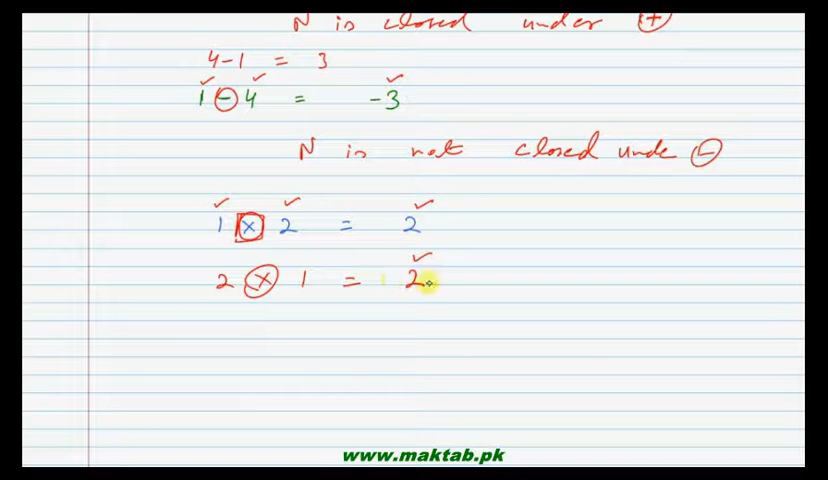 N is closed under +
4-1 = 3
1 - 4 = -3
N is not closed unde -
1 × 2 = 2
2 × 1 = 2
www.maktab.pk